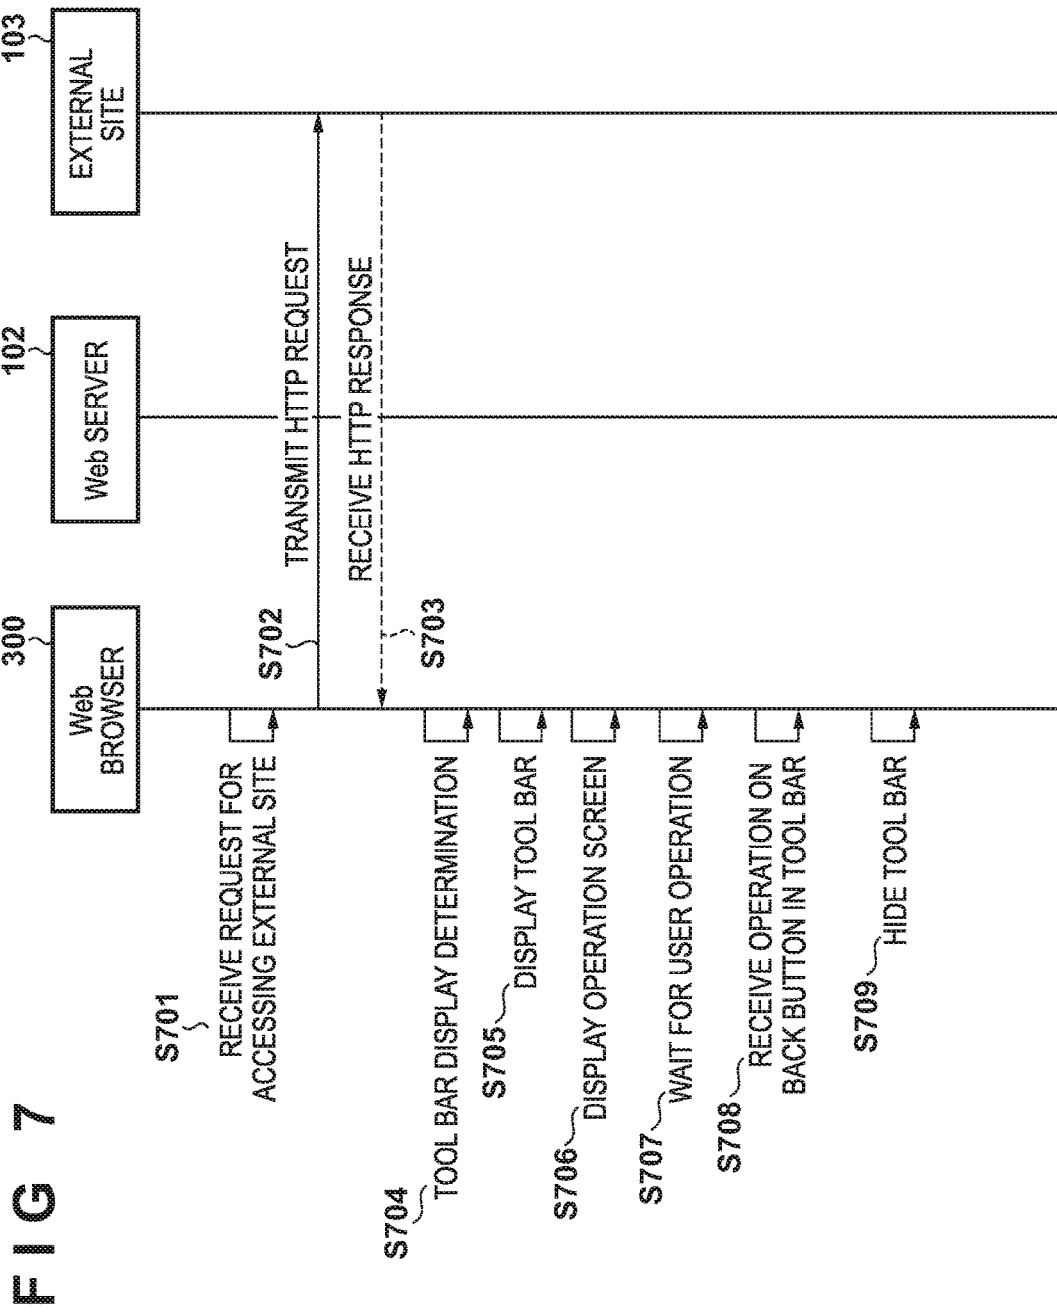 FIG 7
300
Web
BROWSER
102
Web SERVER
103
EXTERNAL
SITE
S701
RECEIVE REQUEST FOR
ACCESSING EXTERNAL SITE
S702
TRANSMIT HTTP REQUEST
RECEIVE HTTP RESPONSE
S703
S704
TOOL BAR DISPLAY DETERMINATION
S705
DISPLAY TOOL BAR
S706
DISPLAY OPERATION SCREEN
S707
WAIT FOR USER OPERATION
S708
RECEIVE OPERATION ON
BACK BUTTON IN TOOL BAR
S709
HIDE TOOL BAR